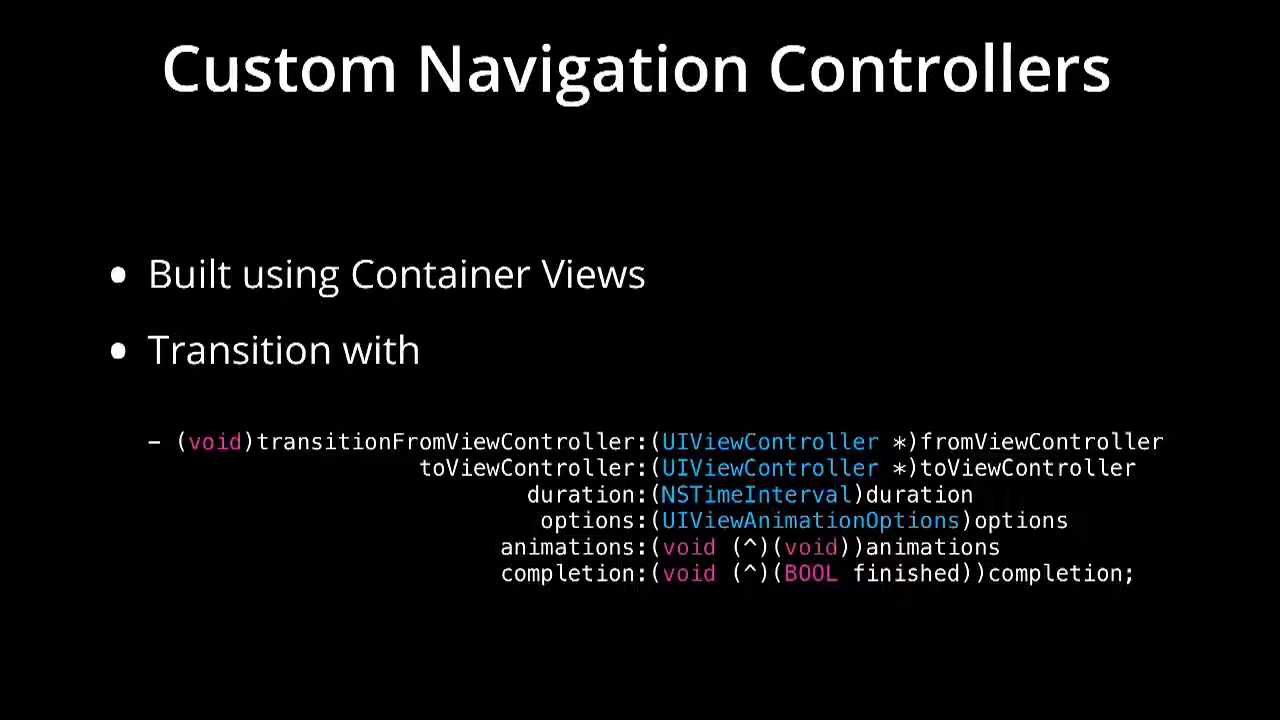 Custom Navigation Controllers
• Built using Container Views
• Transition with
- (void)transitionFromViewController:(UIViewController *)fromViewController
toViewController:(UIViewController *)toViewController
duration:(NSTimeInterval)duration
options:(UIViewAnimationOptions)options
animations:(void (^)(void))animations
completion:(void (^)(BOOL finished))completion;